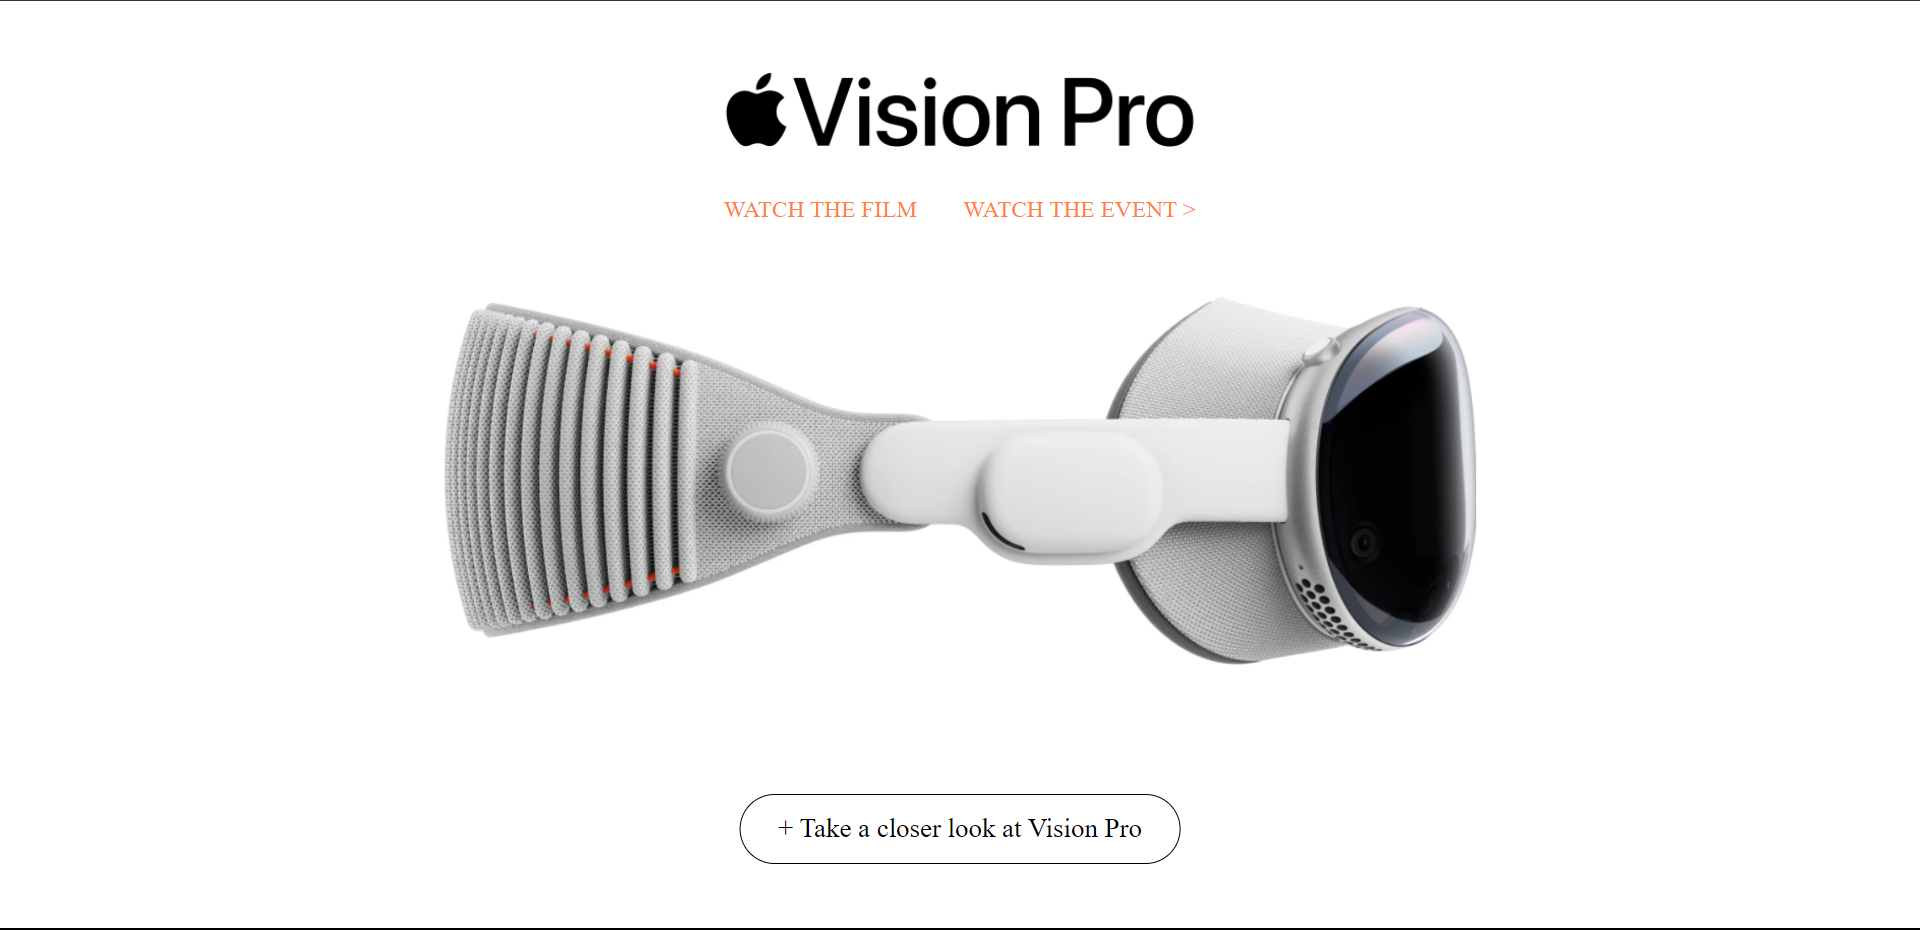 Vision Pro
WATCH THE FILM WATCH THE EVENT >
+ Take a closer look at Vision Pro